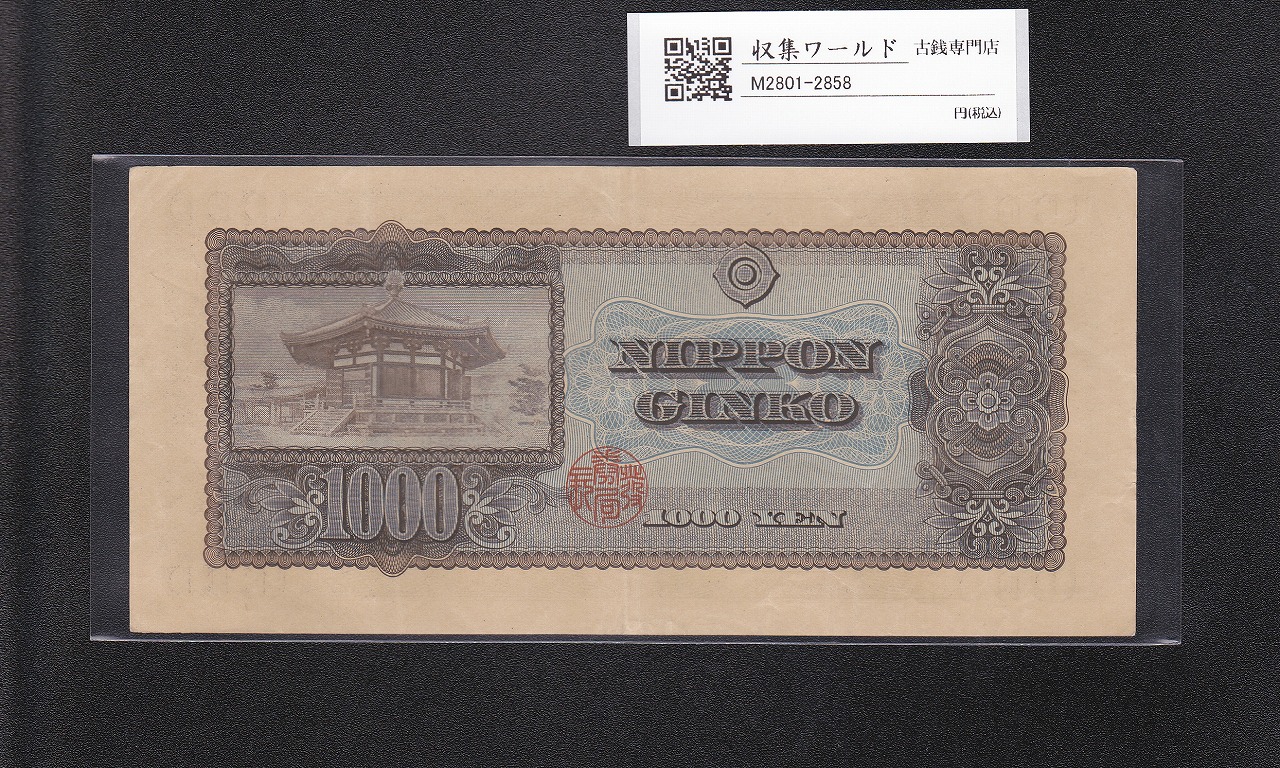 収集ワールド 古銭専門店
M2801-2858
円(税込)
NIPPON
GINKO
1000
1000 YEN